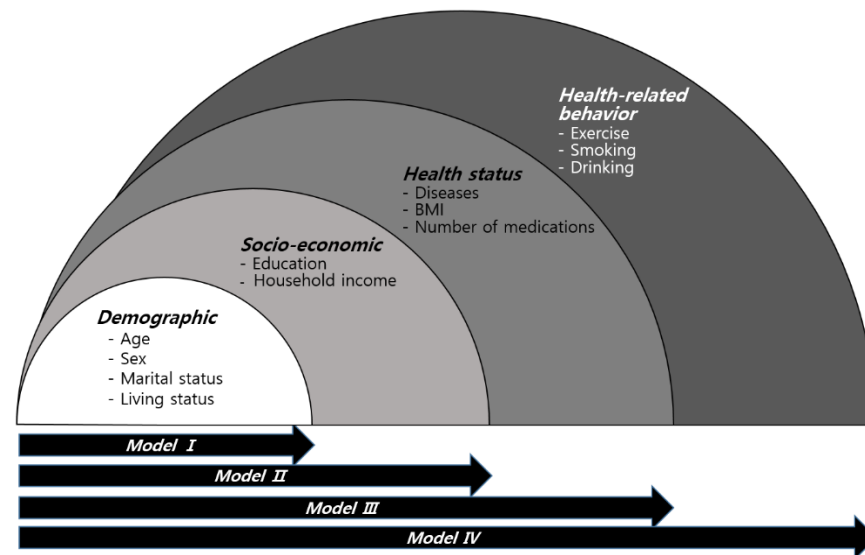 Health-related
behavior
- Exercise
- Smoking
- Drinking
Health status
- Diseases
- BMI
- Number of medications
Socio-economic
- Education
- Household income
Demographic
- Age
- Sex
- Marital status
- Living status
Model Ⅰ
Model Ⅱ
Model Ⅲ
Model Ⅳ